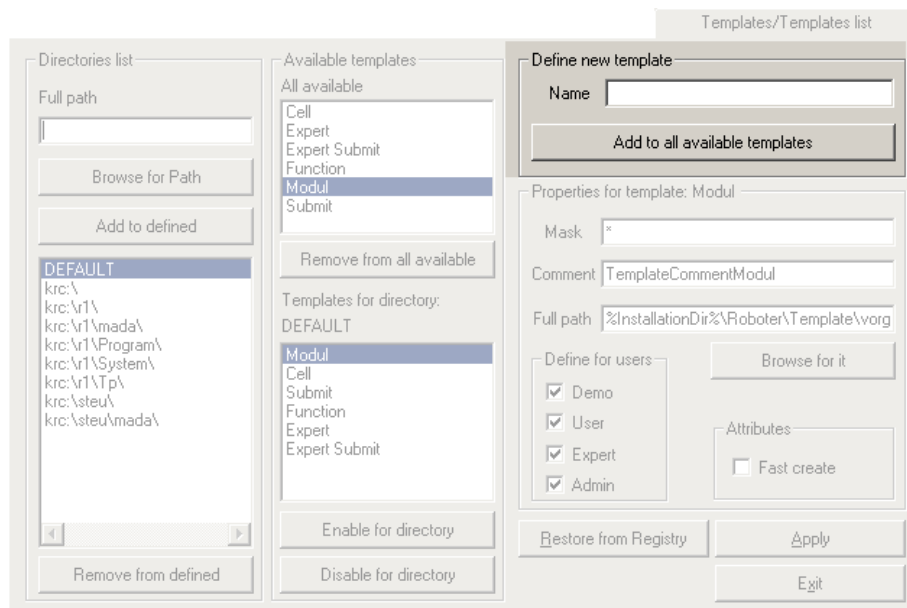 Templates/Templates list
Directories list
Full path
Browse for Path
Add to defined
DEFAULT
krc:\
krc:\r1\
krc:\r1\mada\
krc:\r1\Program\
krc:\r1\System\
krc:\r1\Tp\
krc:\steu\
krc:\steu\mada\
Remove from defined
Available templates
All available
Cell
Expert
Expert Submit
Function
Modul
Submit
Remove from all available
Templates for directory:
DEFAULT
Modul
Cell
Submit
Function
Expert
Expert Submit
Enable for directory
Disable for directory
Define new template
Name
Add to all available templates
Properties for template: Modul
Mask *
Comment TemplateCommentModul
Full path %InstallationDir%\Roboter\Template\vorg
Define for users
Demo
User
Expert
Admin
Browse for it
Attributes
Fast create
Restore from Registry
Apply
Exit